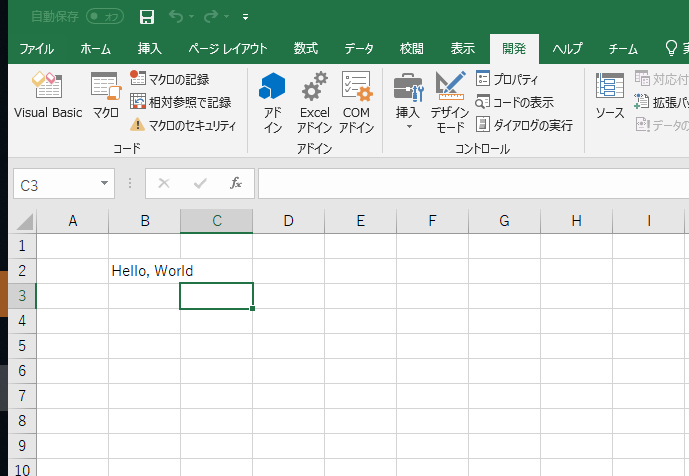 自動保存 オフ
ファイル ホーム 挿入 ページ レイアウト 数式 データ 校閲 表示 開発 ヘルプ チーム
Visual Basic マクロ マクロの記録 相対参照で記録 マクロのセキュリティ
コード
アドイン Excel アドイン COM アドイン
アドイン
挿入 デザイン モード プロパティ コードの表示 ダイアログの実行
コントロール
ソース 対応付 拡張パ データの
C3 fx
A B C D E F G H I
1
2 Hello, World
3
4
5
6
7
8
9
10